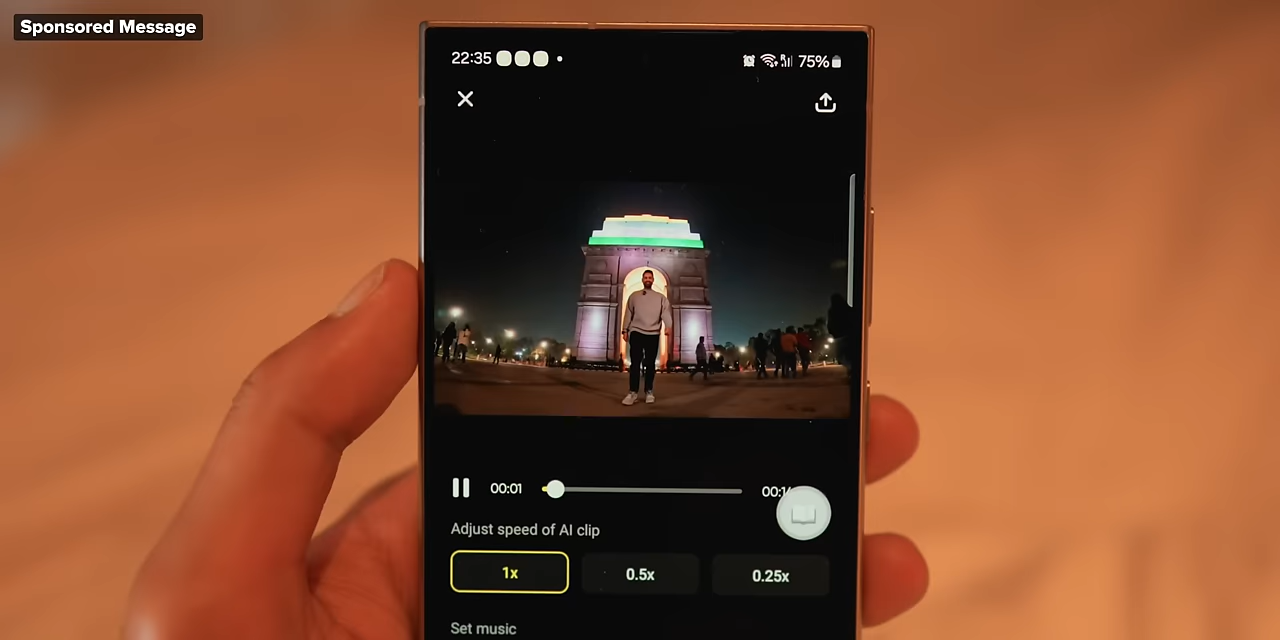 Sponsored Message
22:35
75%
00:01
Adjust speed of AI clip
1x
0.5x
0.25x
Set music